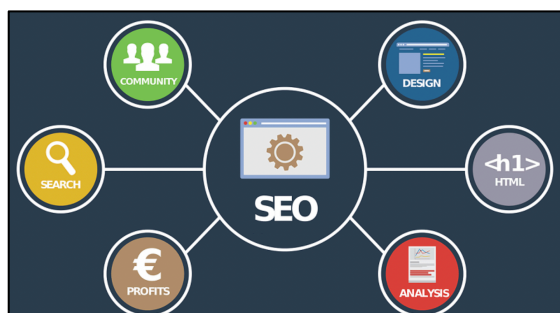 COMMUNITY
DESIGN
SEARCH
SEO
<h1>
HTML
€
PROFITS
ANALYSIS